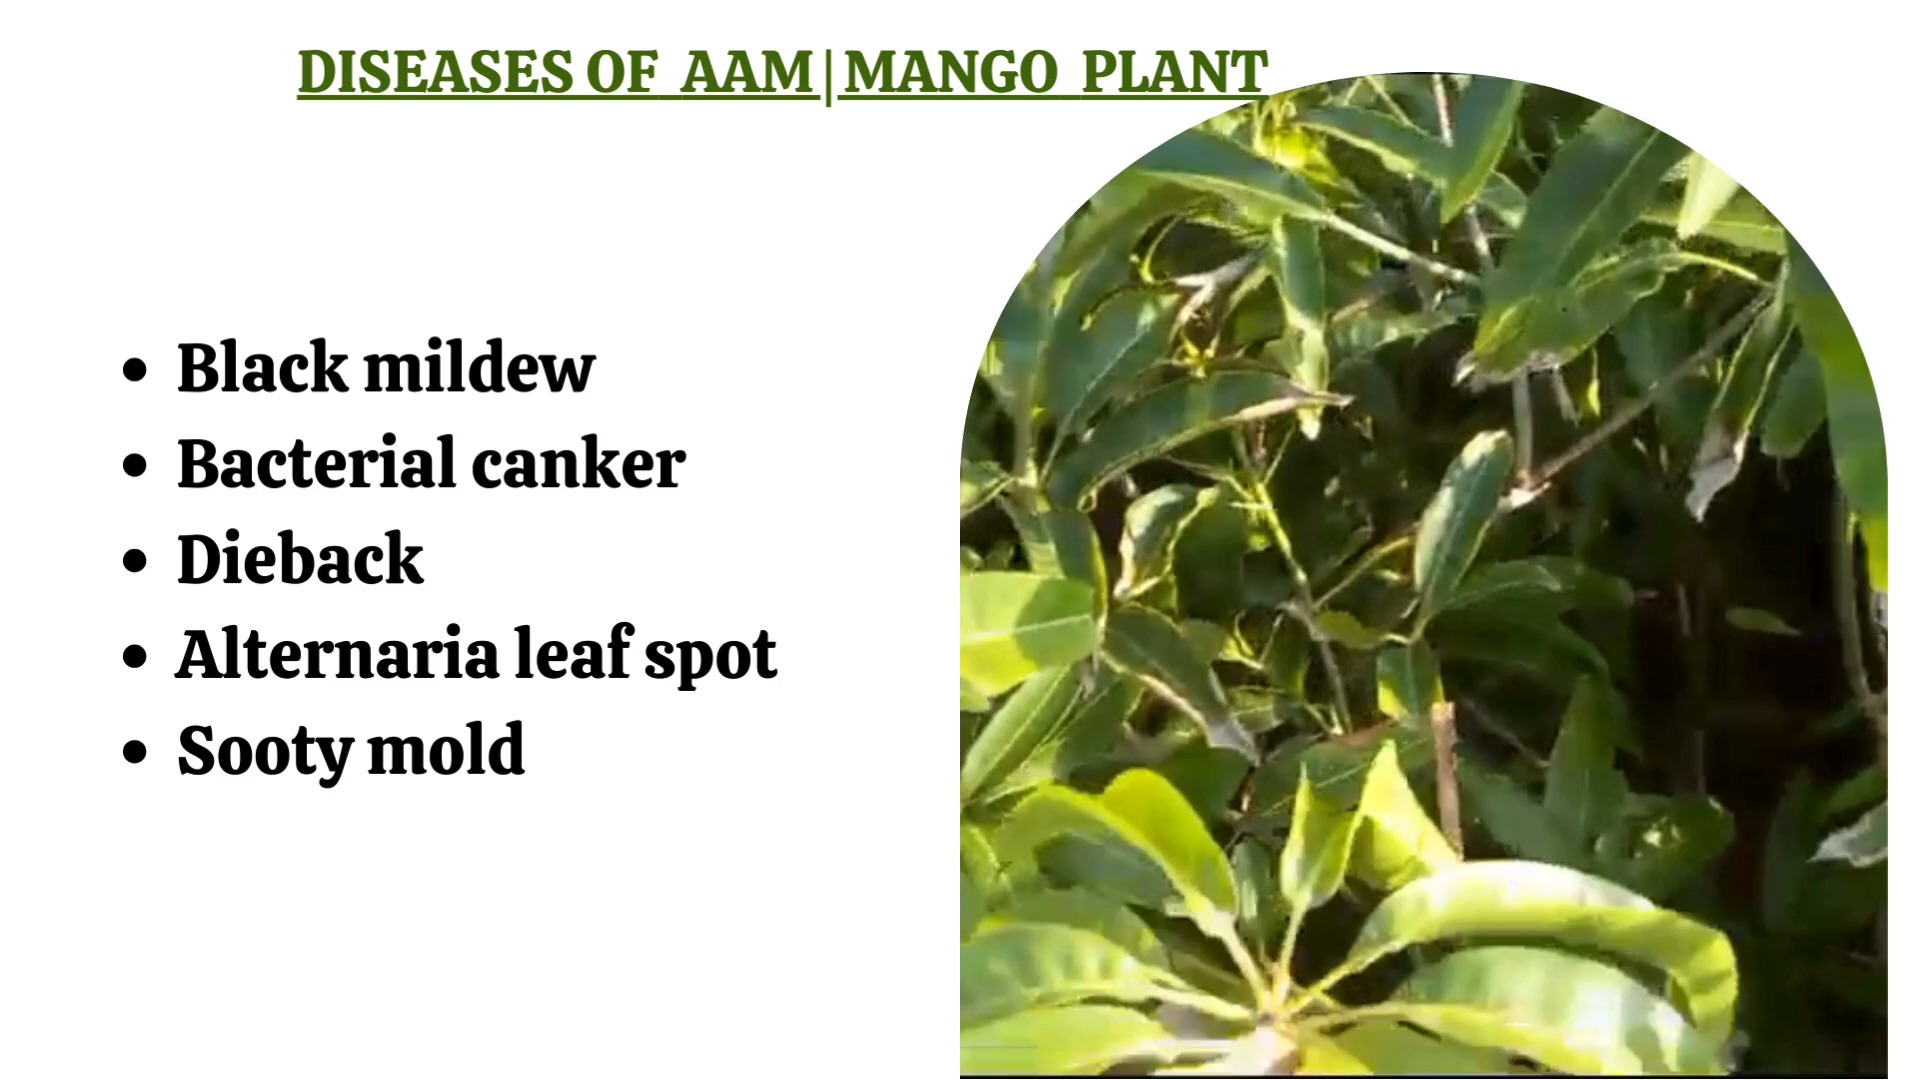 DISEASES OF AAM|MANGO PLANT
• Black mildew
• Bacterial canker
• Dieback
• Alternaria leaf spot
• Sooty mold